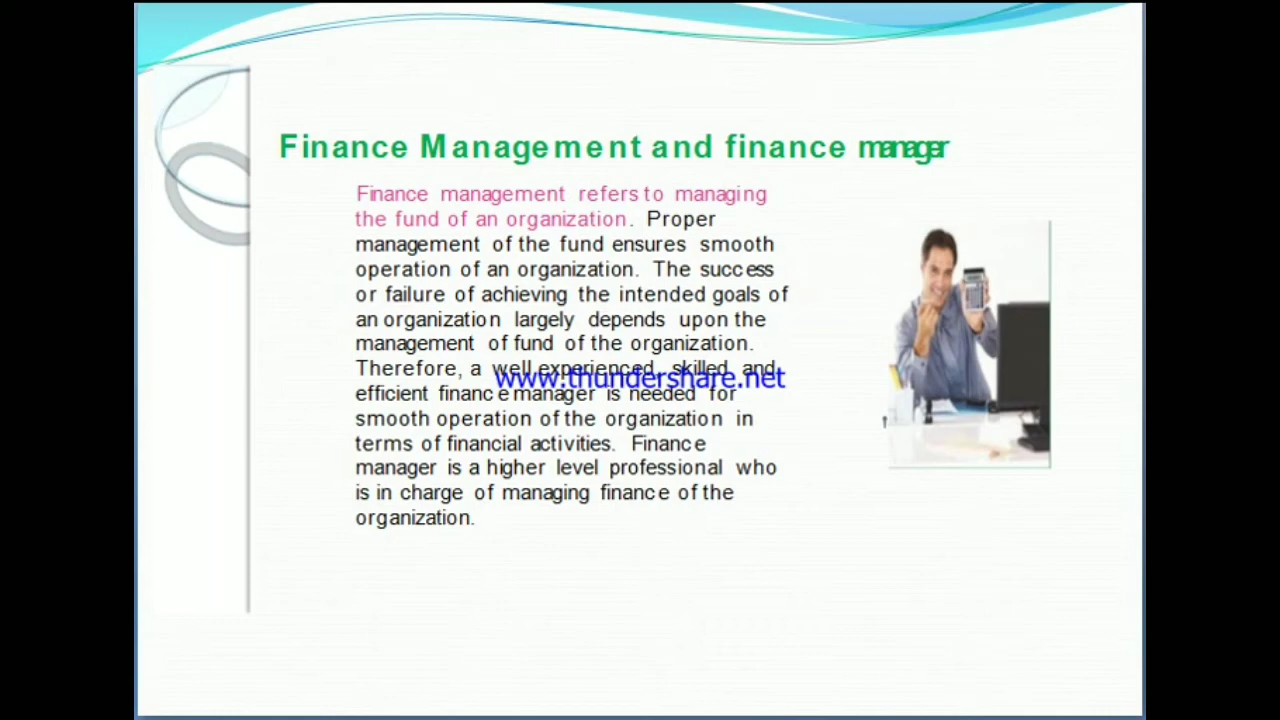 Finance Management and finance manager
Finance management refers to managing
the fund of an organization. Proper
management of the fund ensures smooth
operation of an organization. The success
or failure of achieving the intended goals of
an organization largely depends upon the
management of fund of the organization.
Therefore, a well experienced, skilled and
www.thundershare.net
efficient finance manager is needed for
smooth operation of the organization in
terms of financial activities. Finance
manager is a higher level professional who
is in charge of managing finance of the
organization.